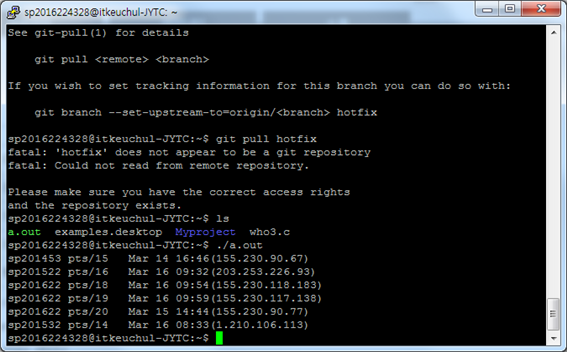 sp2016224328@itkeuchul-JYTC: ~
See git-pull(1) for details
git pull <remote> <branch>
If you wish to set tracking information for this branch you can do so with:
git branch --set-upstream-to=origin/<branch> hotfix
sp2016224328@itkeuchul-JYTC:~$ git pull hotfix
fatal: 'hotfix' does not appear to be a git repository
fatal: Could not read from remote repository.
Please make sure you have the correct access rights
and the repository exists.
sp2016224328@itkeuchul-JYTC:~$ ls
a.out examples.desktop Myproject who3.c
sp2016224328@itkeuchul-JYTC:~$ ./a.out
sp201453 pts/15 Mar 14 16:46(155.230.90.67)
sp201522 pts/16 Mar 16 09:32(203.253.226.93)
sp201622 pts/18 Mar 16 09:54(155.230.118.183)
sp201622 pts/19 Mar 16 09:59(155.230.117.138)
sp201622 pts/20 Mar 15 14:44(155.230.90.77)
sp201532 pts/14 Mar 16 08:33(1.210.106.113)
sp2016224328@itkeuchul-JYTC:~$